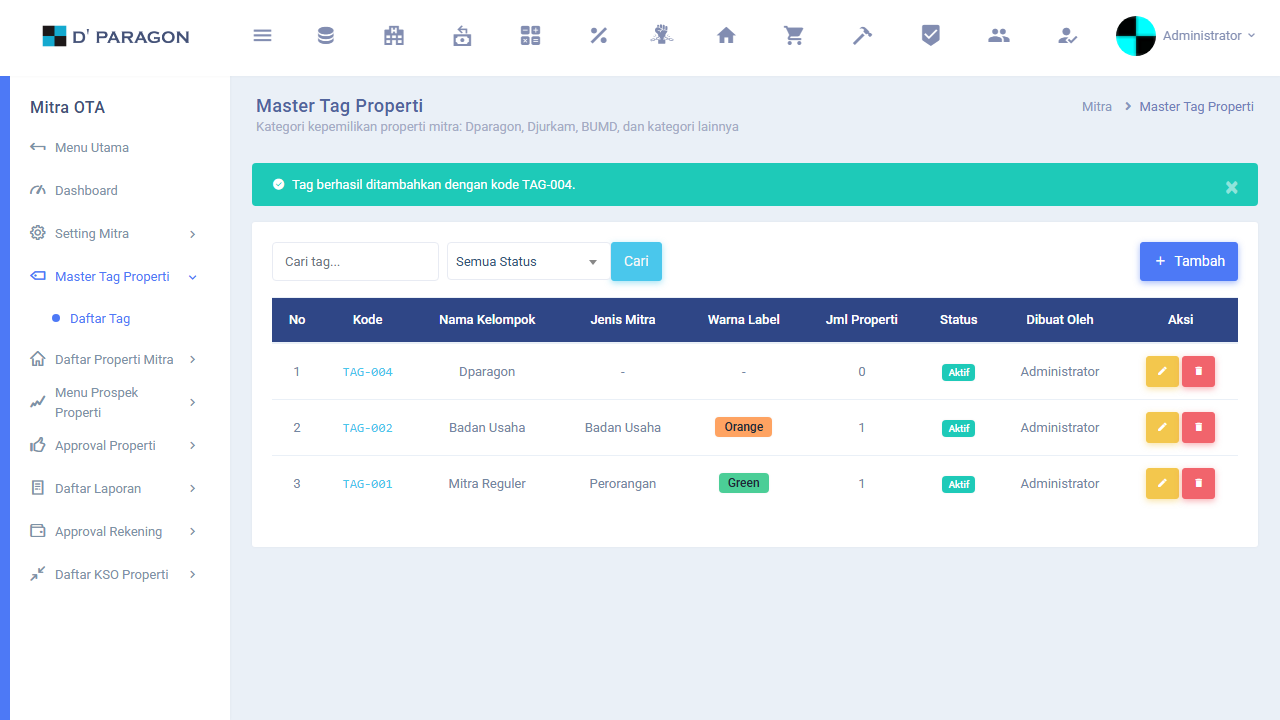 D' PARAGON
Administrator
Mitra OTA
Menu Utama
Dashboard
Setting Mitra
Master Tag Properti
Daftar Tag
Daftar Properti Mitra
Menu Prospek
Properti
Approval Properti
Daftar Laporan
Approval Rekening
Daftar KSO Properti
Master Tag Properti
Kategori kepemilikan properti mitra: Dparagon, Djurkam, BUMD, dan kategori lainnya
Mitra > Master Tag Properti
Tag berhasil ditambahkan dengan kode TAG-004. ×
Cari tag... Semua Status Cari + Tambah
No Kode Nama Kelompok Jenis Mitra Warna Label Jml Properti Status Dibuat Oleh Aksi
1 TAG-004 Dparagon - - 0 Aktif Administrator
2 TAG-002 Badan Usaha Badan Usaha Orange 1 Aktif Administrator
3 TAG-001 Mitra Reguler Perorangan Green 1 Aktif Administrator